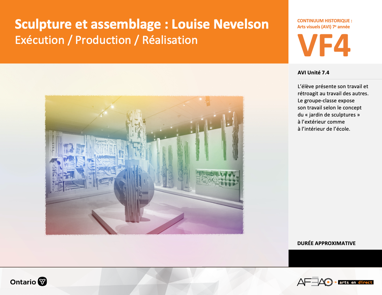 Sculpture et assemblage : Louise Nevelson
Exécution / Production / Réalisation
CONTINUUM HISTORIQUE :
Arts visuels (AVI) 7e année
VF4
AVI Unité 7.4
L'élève présente son travail et
rétroagit au travail des autres.
Le groupe-classe expose
son travail selon le concept
du « jardin de sculptures »
à l'extérieur comme
à l'intérieur de l'école.
DURÉE APPROXIMATIVE
Ontario
AFÉAO
arts en direct